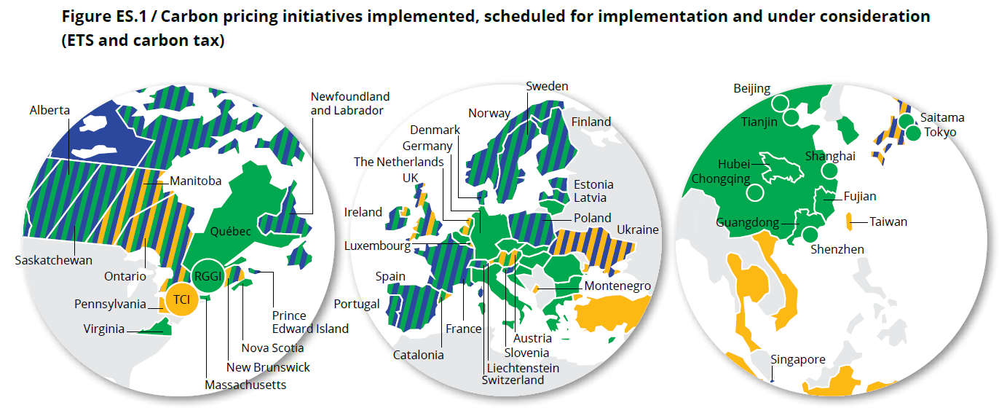 Figure ES.1 / Carbon pricing initiatives implemented, scheduled for implementation and under consideration
(ETS and carbon tax)
Alberta
Newfoundland
and Labrador
Manitoba
Québec
Saskatchewan
Ontario
RGGI
TCI
Pennsylvania
Virginia
Prince
Edward Island
Nova Scotia
New Brunswick
Massachusetts
Sweden
Norway
Finland
Denmark
Germany
The Netherlands
UK
Estonia
Latvia
Ireland
Poland
Ukraine
Luxembourg
Spain
Montenegro
Portugal
France
Austria
Slovenia
Catalonia
Liechtenstein
Switzerland
Beijing
Tianjin
Saitama
Tokyo
Shanghai
Hubei
Chongqing
Fujian
Guangdong
Taiwan
Shenzhen
Singapore